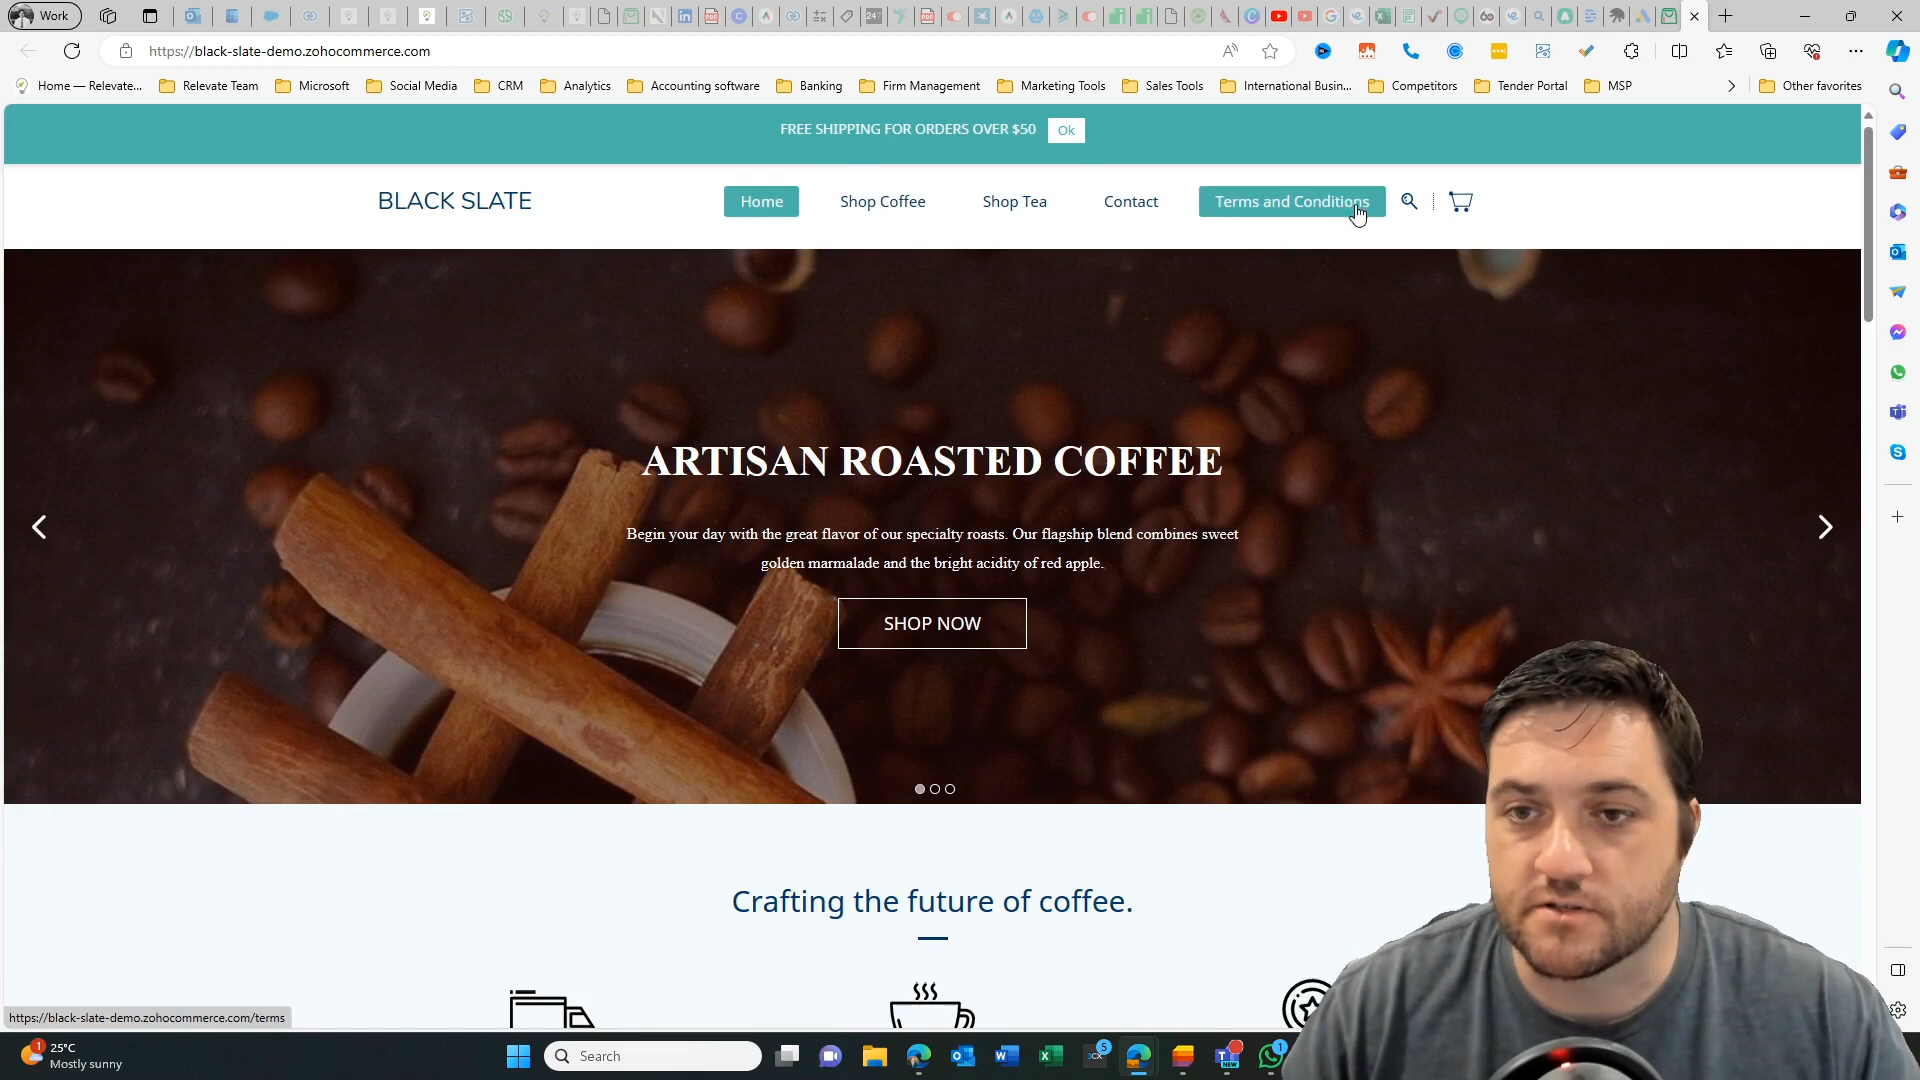 Work
https://black-slate-demo.zohocommerce.com
Home — Relevate...
Relevate Team
Microsoft
Social Media
CRM
Analytics
Accounting software
Banking
Firm Management
Marketing Tools
Sales Tools
International Busin...
Competitors
Tender Portal
MSP
Other favorites
FREE SHIPPING FOR ORDERS OVER $50 Ok
BLACK SLATE
Home
Shop Coffee
Shop Tea
Contact
Terms and Conditions
ARTISAN ROASTED COFFEE
Begin your day with the great flavor of our specialty roasts. Our flagship blend combines sweet
golden marmalade and the bright acidity of red apple.
SHOP NOW
Crafting the future of coffee.
https://black-slate-demo.zohocommerce.com/terms
1
25°C
Mostly sunny
Search
5
1